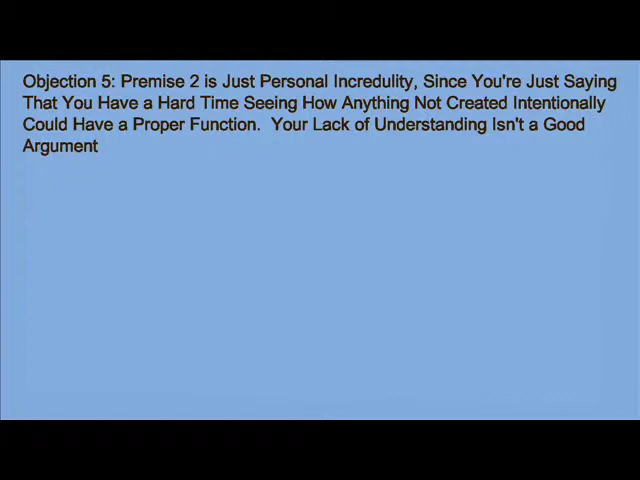 Objection 5: Premise 2 is Just Personal Incredulity, Since You're Just Saying
That You Have a Hard Time Seeing How Anything Not Created Intentionally
Could Have a Proper Function.  Your Lack of Understanding Isn't a Good
Argument